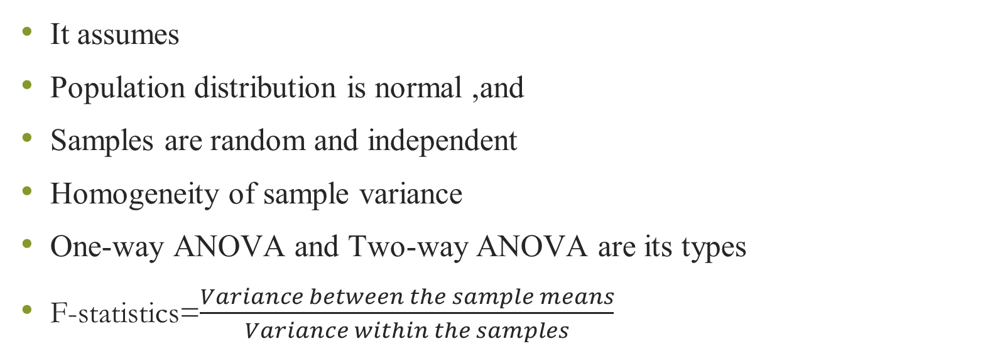 • It assumes
• Population distribution is normal ,and
• Samples are random and independent
• Homogeneity of sample variance
• One-way ANOVA and Two-way ANOVA are its types
• F-statistics=
Variance between the sample means
Variance within the samples